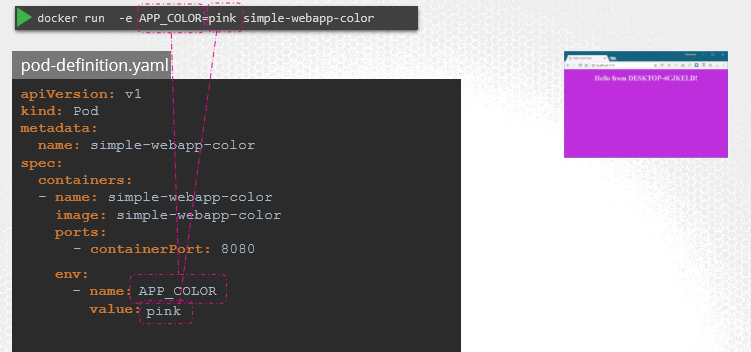 docker run -e APP_COLOR=pink simple-webapp-color
pod-definition.yaml
apiVersion: v1
kind: Pod
metadata:
name: simple-webapp-color
spec:
containers:
- name: simple-webapp-color
image: simple-webapp-color
ports:
- containerPort: 8080
env:
- name: APP_COLOR
value: pink
Hello from DESKTOP-4CJKELD!